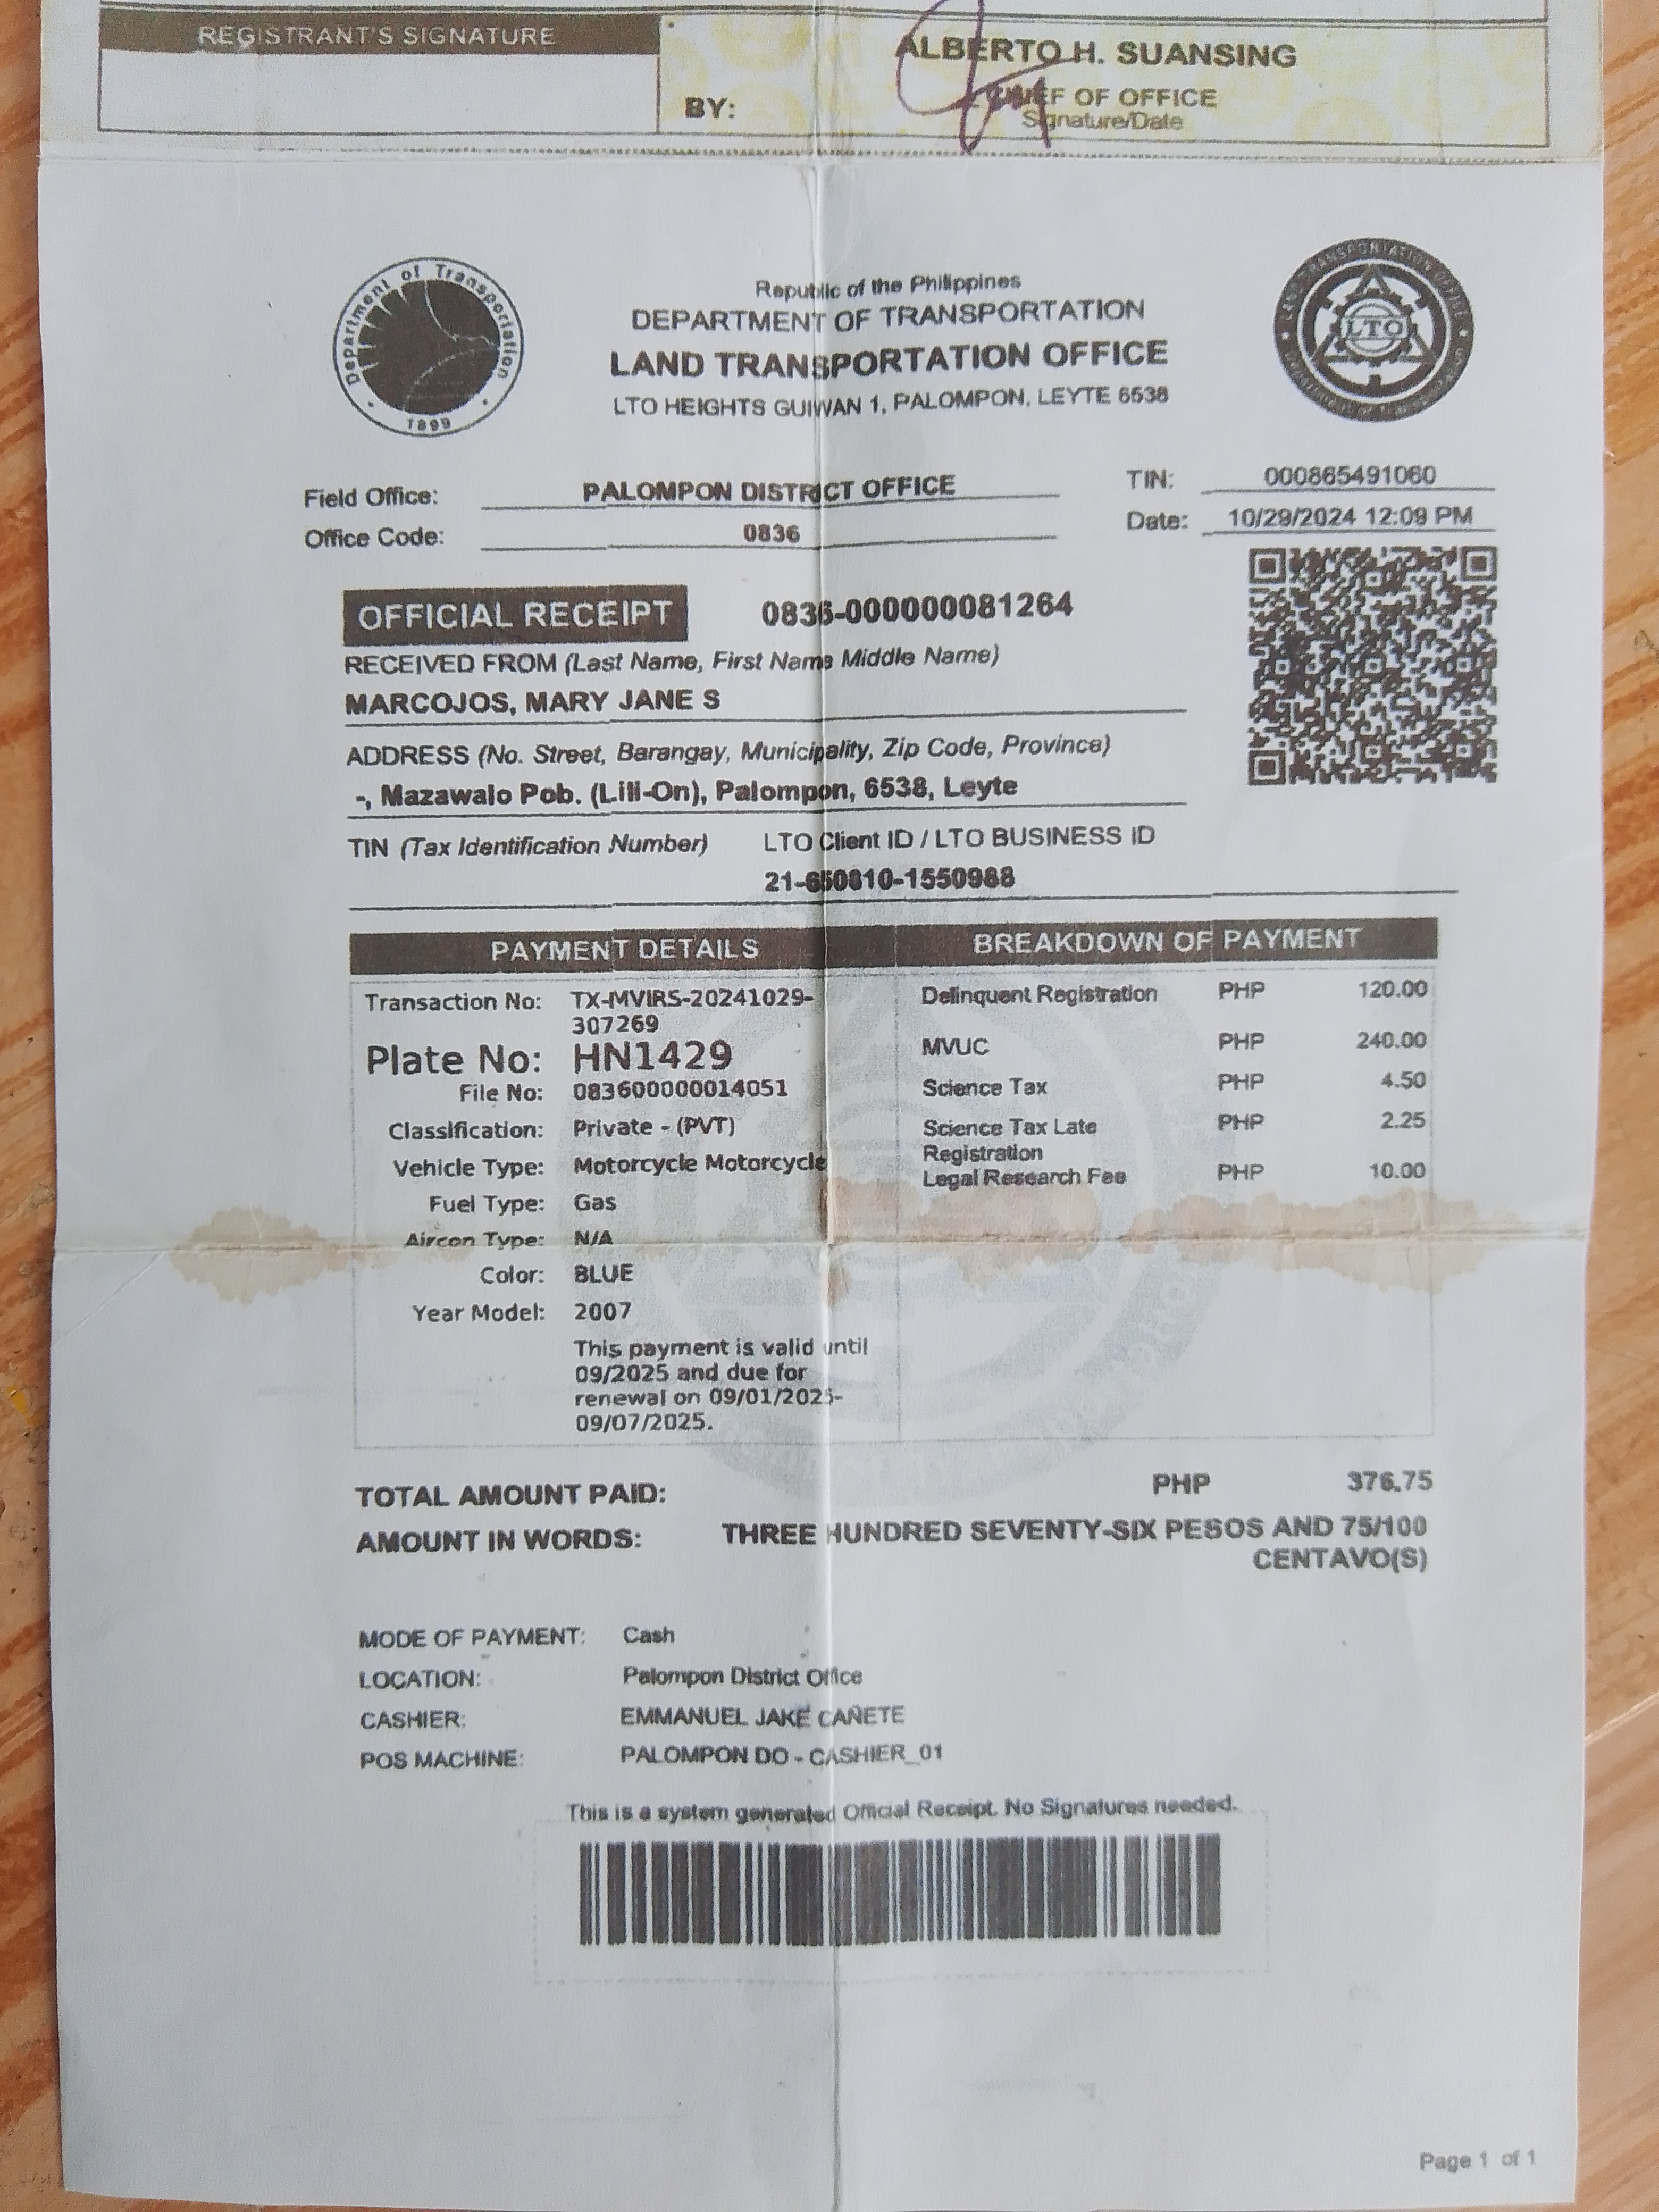 REGISTRANT'S SIGNATURE
ALBERTO H. SUANSING
BY:
CHIEF OF OFFICE
Signature/Date
Department of Transportation
1899
Republic of the Philippines
DEPARTMENT OF TRANSPORTATION
LAND TRANSPORTATION OFFICE
LTO HEIGHTS GUIWAN 1, PALOMPON, LEYTE 6538
LAND TRANSPORTATION OFFICE
LTO
Field Office: PALOMPON DISTRICT OFFICE
TIN: 000865491060
Office Code: 0836
Date: 10/29/2024 12:09 PM
OFFICIAL RECEIPT 0836-000000081264
RECEIVED FROM (Last Name, First Name Middle Name)
MARCOJOS, MARY JANE S
ADDRESS (No. Street, Barangay, Municipality, Zip Code, Province)
-, Mazawalo Pob. (Lili-On), Palompon, 6538, Leyte
TIN (Tax Identification Number) LTO Client ID / LTO BUSINESS ID
21-650810-1550988
PAYMENT DETAILS
Transaction No: TX-MVIRS-20241029-
307269
Plate No: HN1429
File No: 083600000014051
Classification: Private - (PVT)
Vehicle Type: Motorcycle Motorcycle
Fuel Type: Gas
Aircon Type: N/A
Color: BLUE
Year Model: 2007
This payment is valid until
09/2025 and due for
renewal on 09/01/2025-
09/07/2025.
BREAKDOWN OF PAYMENT
Delinquent Registration PHP 120.00
MVUC PHP 240.00
Science Tax PHP 4.50
Science Tax Late PHP 2.25
Registration
Legal Research Fee PHP 10.00
TOTAL AMOUNT PAID: PHP 376.75
AMOUNT IN WORDS: THREE HUNDRED SEVENTY-SIX PESOS AND 75/100
CENTAVO(S)
MODE OF PAYMENT: Cash
LOCATION: Palompon District Office
CASHIER: EMMANUEL JAKE CAÑETE
POS MACHINE: PALOMPON DO - CASHIER_01
This is a system generated Official Receipt. No Signatures needed.
Page 1 of 1